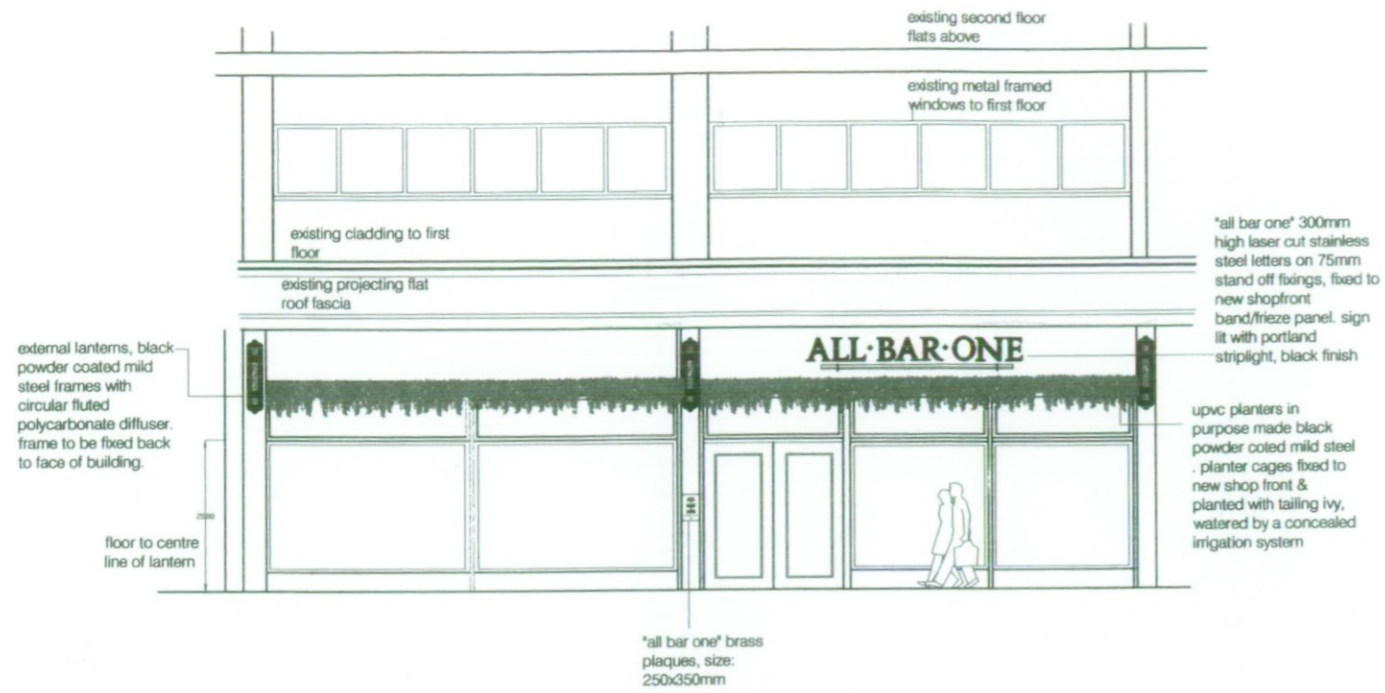 existing second floor
flats above
existing metal framed
windows to first floor
existing cladding to first
floor
existing projecting flat
roof fascia
"all bar one" 300mm
high laser cut stainless
steel letters on 75mm
stand off fixings, fixed to
new shopfront
band/frieze panel. sign
lit with portland
striplight, black finish
ALL·BAR·ONE
external lanterns, black
powder coated mild
steel frames with
circular fluted
polycarbonate diffuser.
frame to be fixed back
to face of building.
upvc planters in
purpose made black
powder coted mild steel
. planter cages fixed to
new shop front &
planted with tailing ivy,
watered by a concealed
irrigation system
floor to centre
line of lantern
"all bar one" brass
plaques, size:
250x350mm